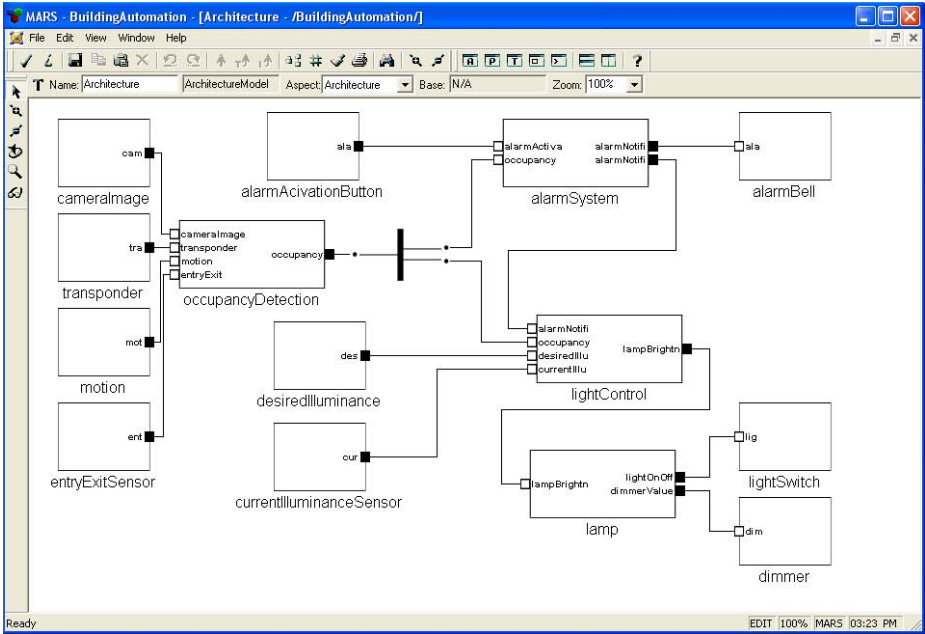 MARS - BuildingAutomation - [Architecture - /BuildingAutomation/]
File Edit View Window Help
Name: Architecture ArchitectureModel Aspect: Architecture Base: N/A Zoom: 100%
cam
cameraImage
ala
alarmAcivationButton
alarmActiva
occupancy
alarmNotifi
alarmNotifi
alarmSystem
ala
alarmBell
tra
transponder
cameraImage
transponder
motion
entryExit
occupancy
occupancyDetection
mot
motion
des
desiredIlluminance
alarmNotifi
occupancy
desiredIllu
currentIllu
lampBrightn
lightControl
ent
entryExitSensor
cur
currentIlluminanceSensor
lampBrightn
lightOnOff
dimmerValue
lamp
lig
lightSwitch
dim
dimmer
Ready
EDIT 100% MARS 03:23 PM